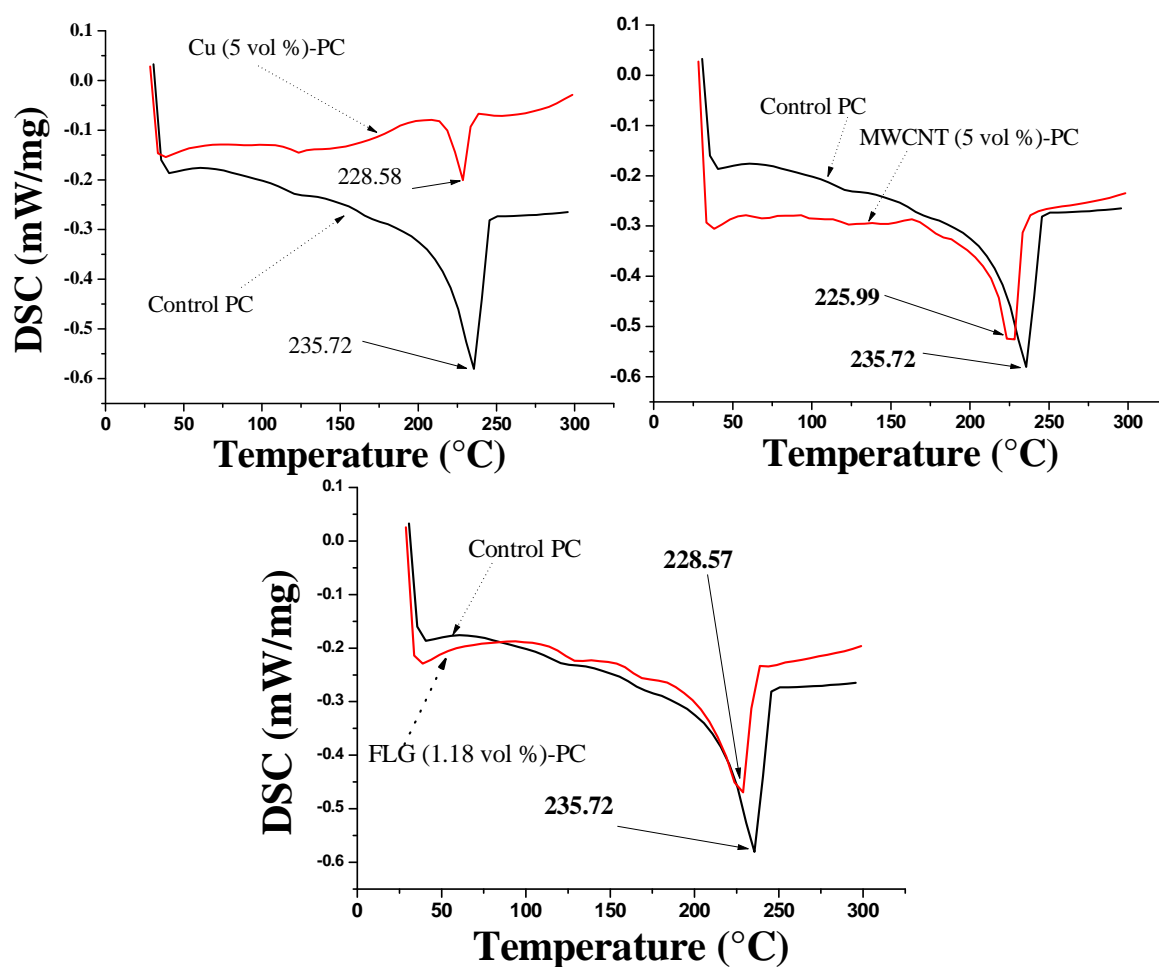 0.1
0.0
-0.1
-0.2
-0.3
-0.4
-0.5
-0.6
DSC (mW/mg)
Cu (5 vol %)-PC
228.58
Control PC
235.72
0 50 100 150 200 250 300
Temperature (°C)
0.1
0.0
-0.1
-0.2
-0.3
-0.4
-0.5
-0.6
DSC (mW/mg)
Control PC
MWCNT (5 vol %)-PC
225.99
235.72
0 50 100 150 200 250 300
Temperature (°C)
0.1
0.0
-0.1
-0.2
-0.3
-0.4
-0.5
-0.6
DSC (mW/mg)
Control PC
228.57
FLG (1.18 vol %)-PC
235.72
0 50 100 150 200 250 300
Temperature (°C)